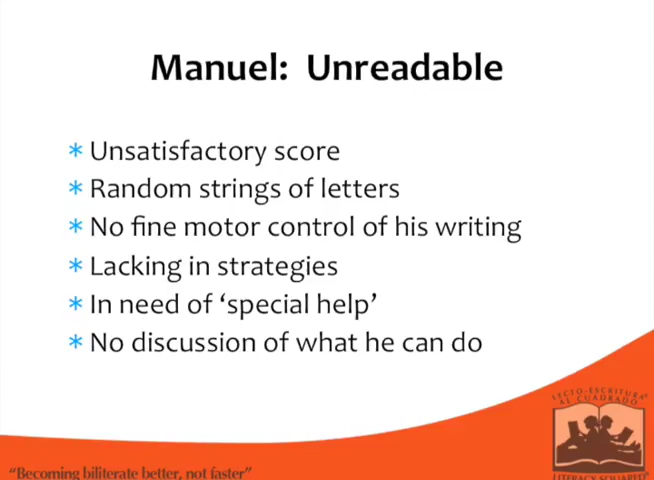 Manuel: Unreadable
* Unsatisfactory score
* Random strings of letters
* No fine motor control of his writing
* Lacking in strategies
* In need of ‘special help’
* No discussion of what he can do
LECTO-ESCRITURA
AL CUADRADO
LITERACY SQUARED
“Becoming biliterate better, not faster”